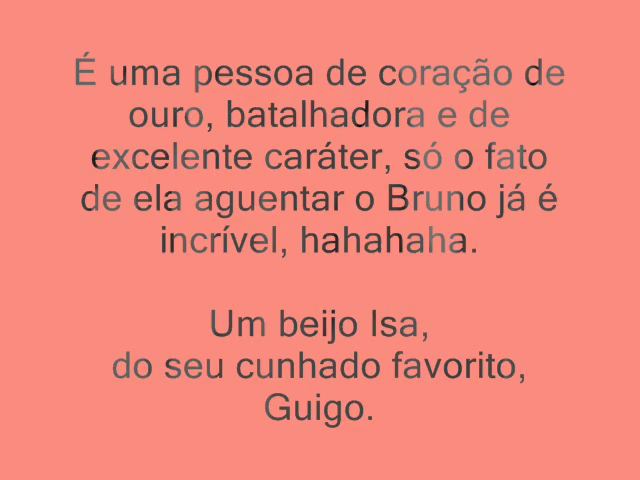 É uma pessoa de coração de
ouro, batalhadora e de
excelente caráter, só o fato
de ela aguentar o Bruno já é
incrível, hahahaha.
Um beijo Isa,
do seu cunhado favorito,
Guigo.